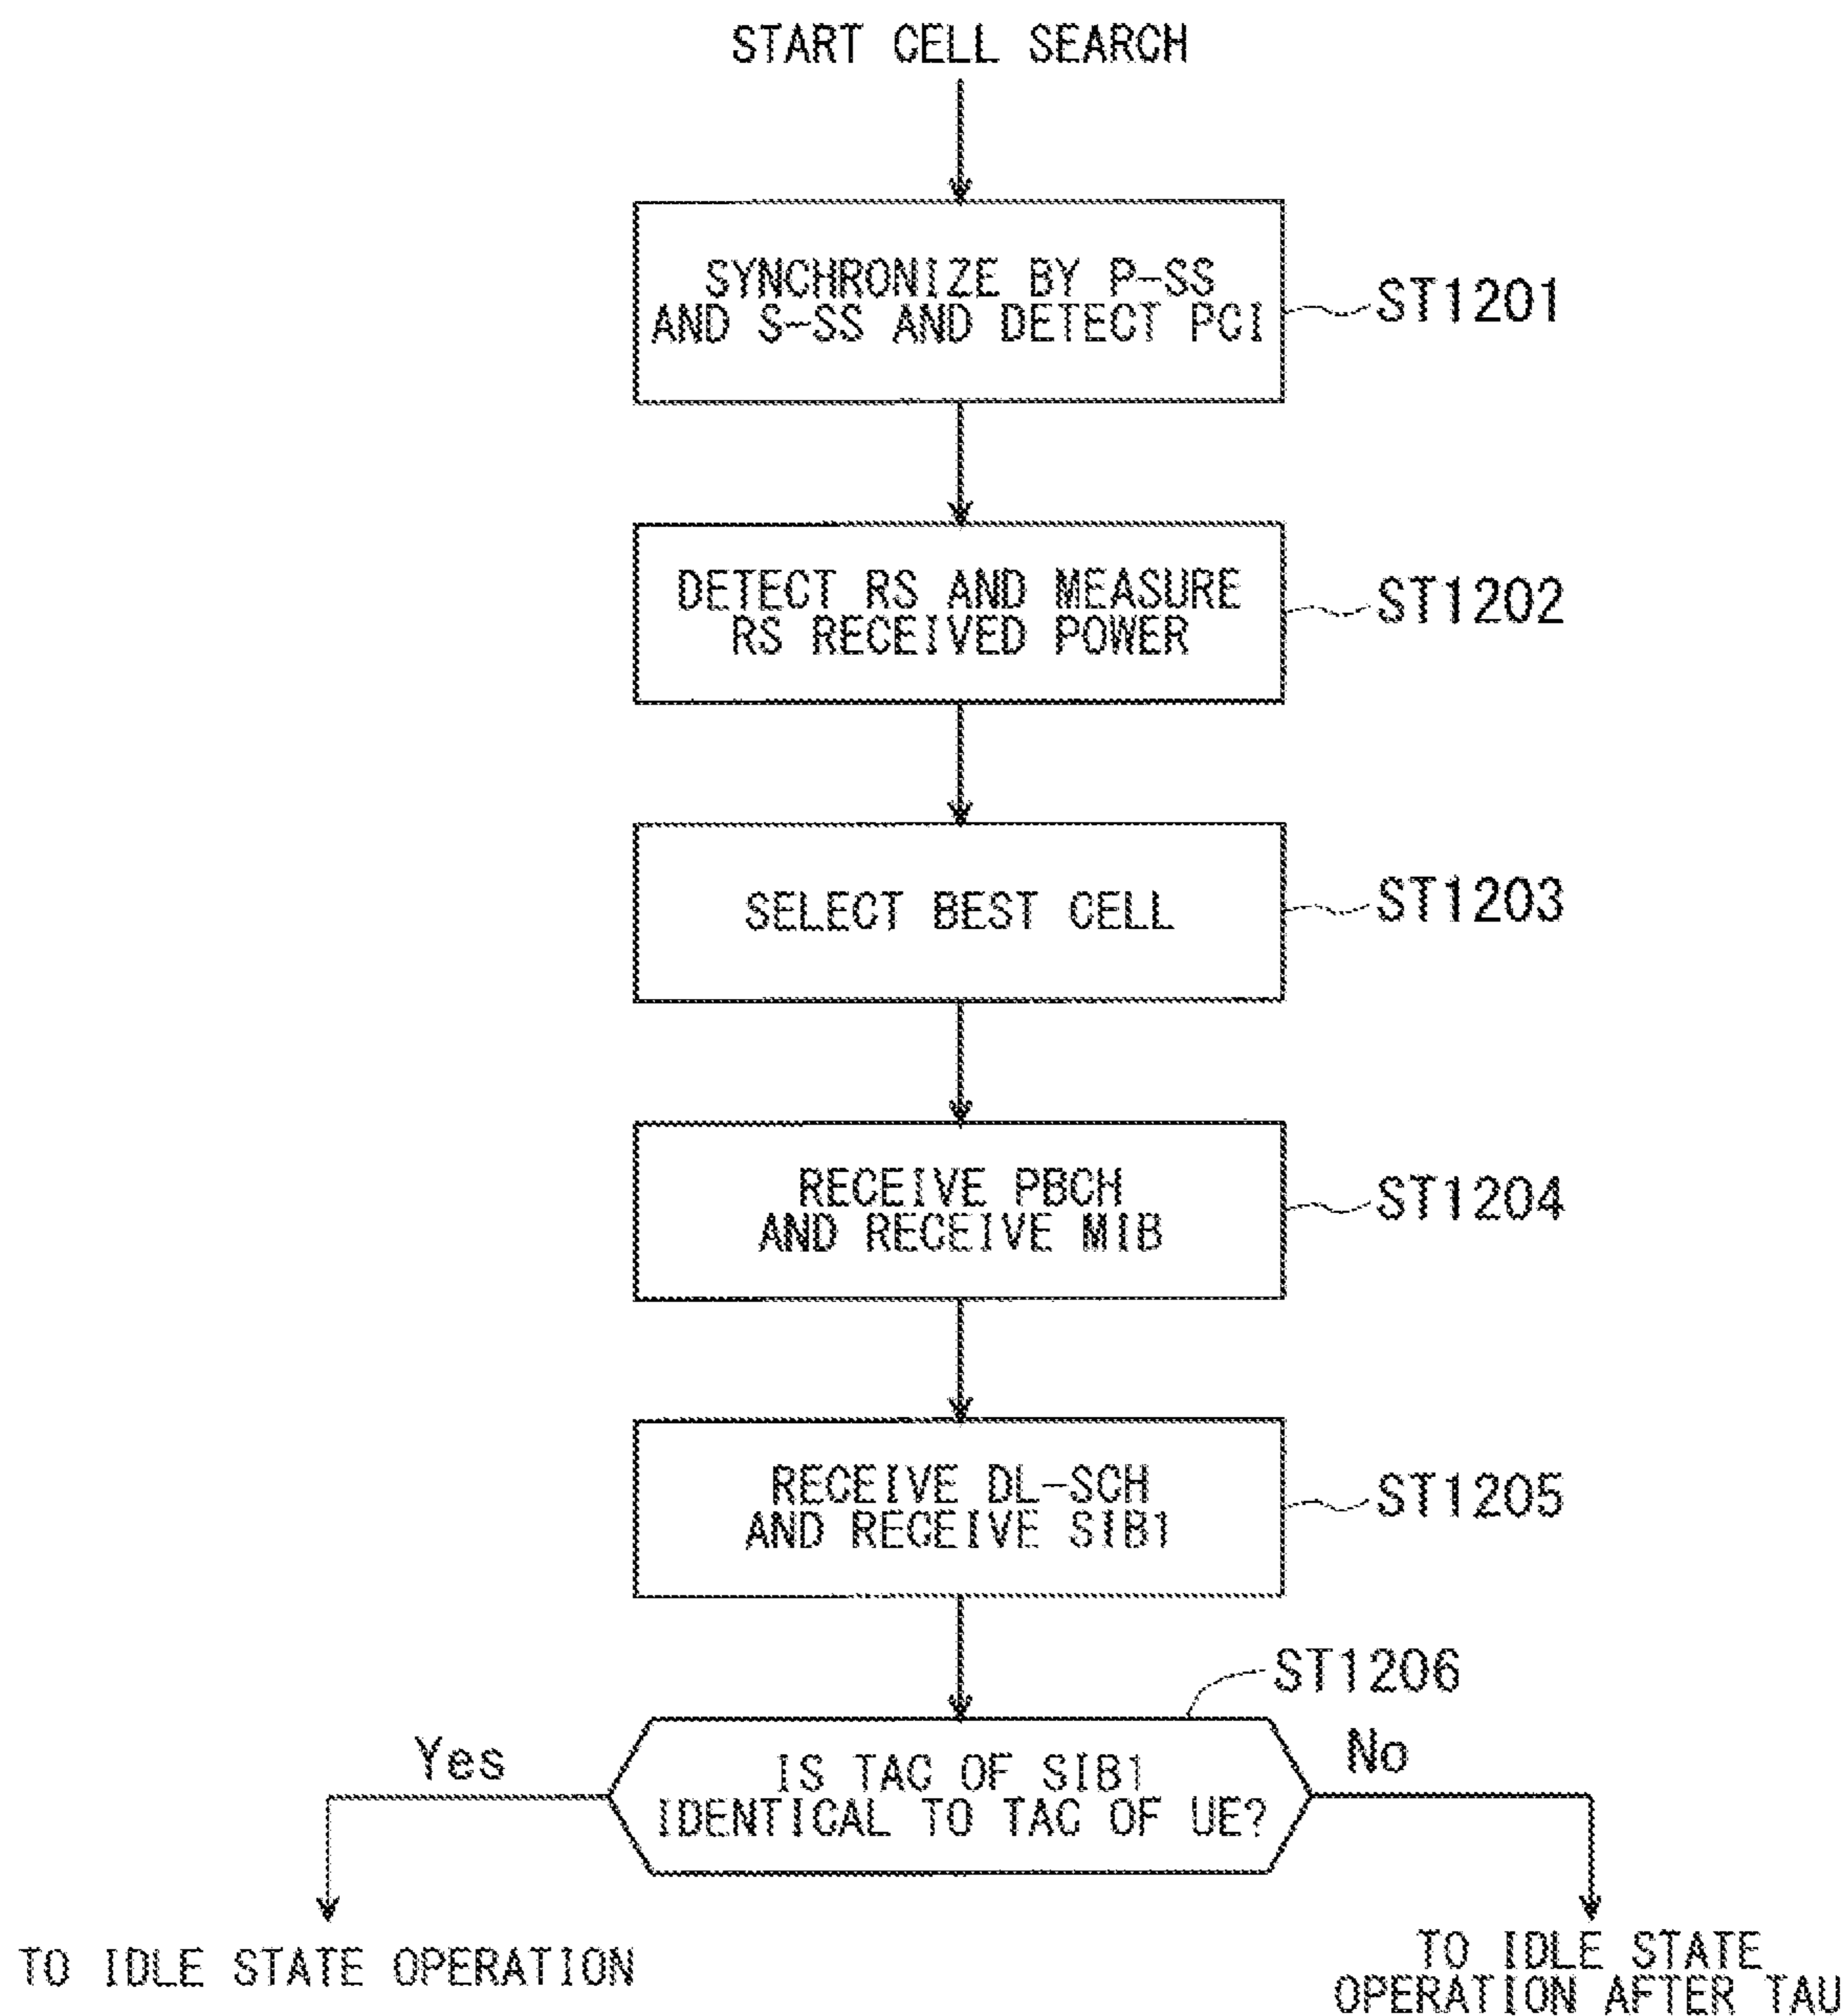 START CELL SEARCH
SYNCHRONIZE BY P-SS
AND S-SS AND DETECT PCI
ST1201
DETECT RS AND MEASURE
RS RECEIVED POWER
ST1202
SELECT BEST CELL
ST1203
RECEIVE PBCH
AND RECEIVE MIB
ST1204
RECEIVE DL-SCH
AND RECEIVE SIB1
ST1205
ST1206
Yes
IS TAC OF SIB1
IDENTICAL TO TAC OF UE?
No
TO IDLE STATE OPERATION
TO IDLE STATE
OPERATION AFTER TAU